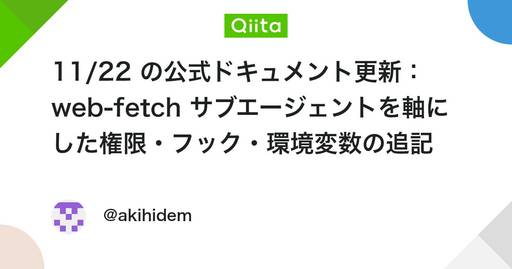 Qiita
11/22 の公式ドキュメント更新：
web-fetch サブエージェントを軸に
した権限・フック・環境変数の追記
@akihidem